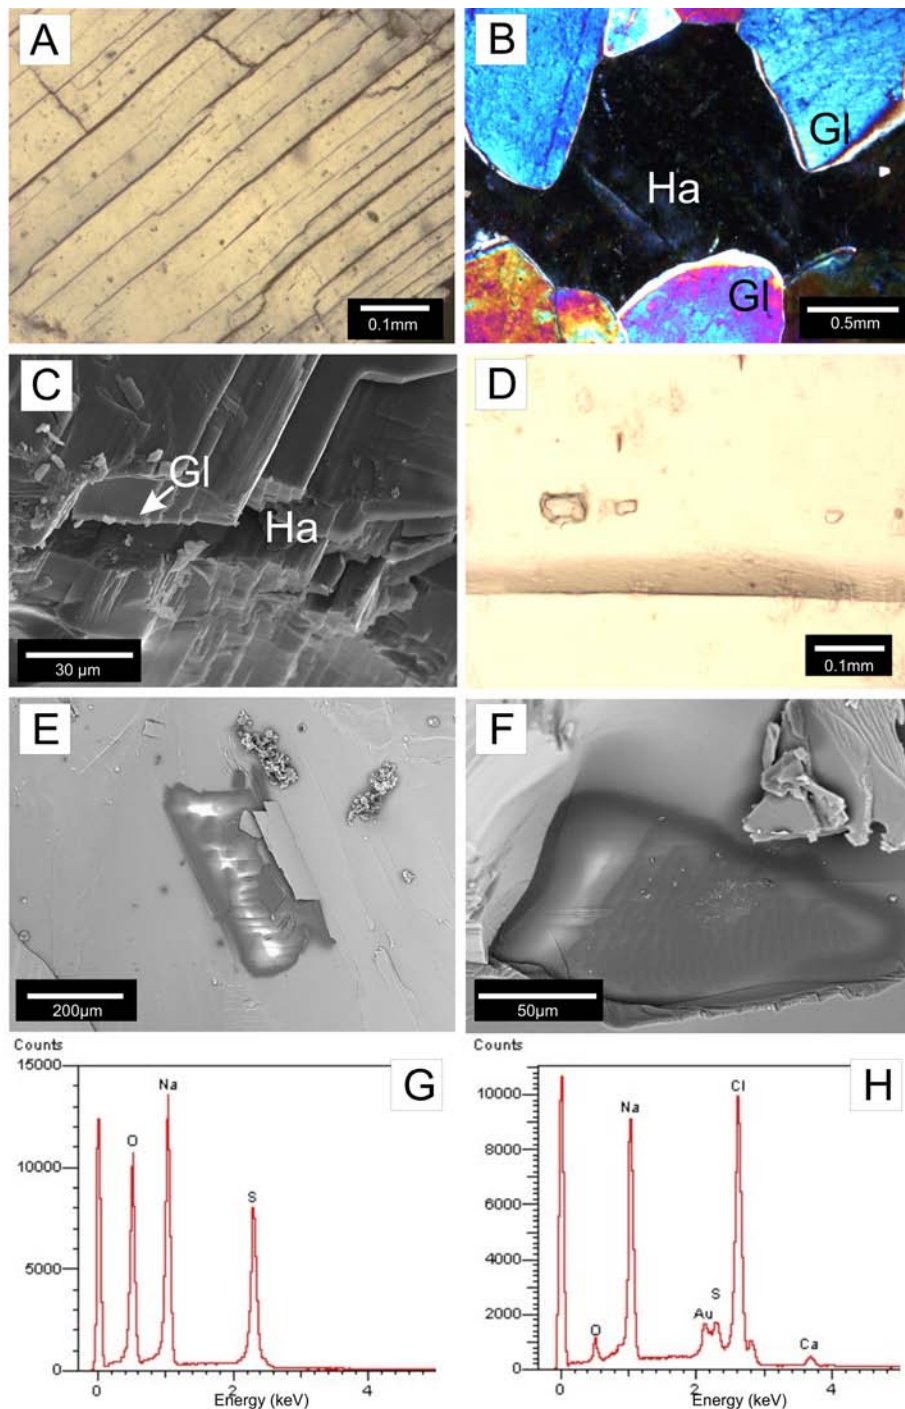 A
0.1mm
B
Gl
Ha
Gl
0.5mm
C
Gl
Ha
30 µm
D
0.1mm
E
200µm
F
50µm
Counts
15000
10000
5000
0
G
O
Na
S
0
2
4
Energy (keV)
Counts
10000
8000
6000
4000
2000
0
H
O
Na
Au
S
Cl
Ca
0
2
4
Energy (keV)